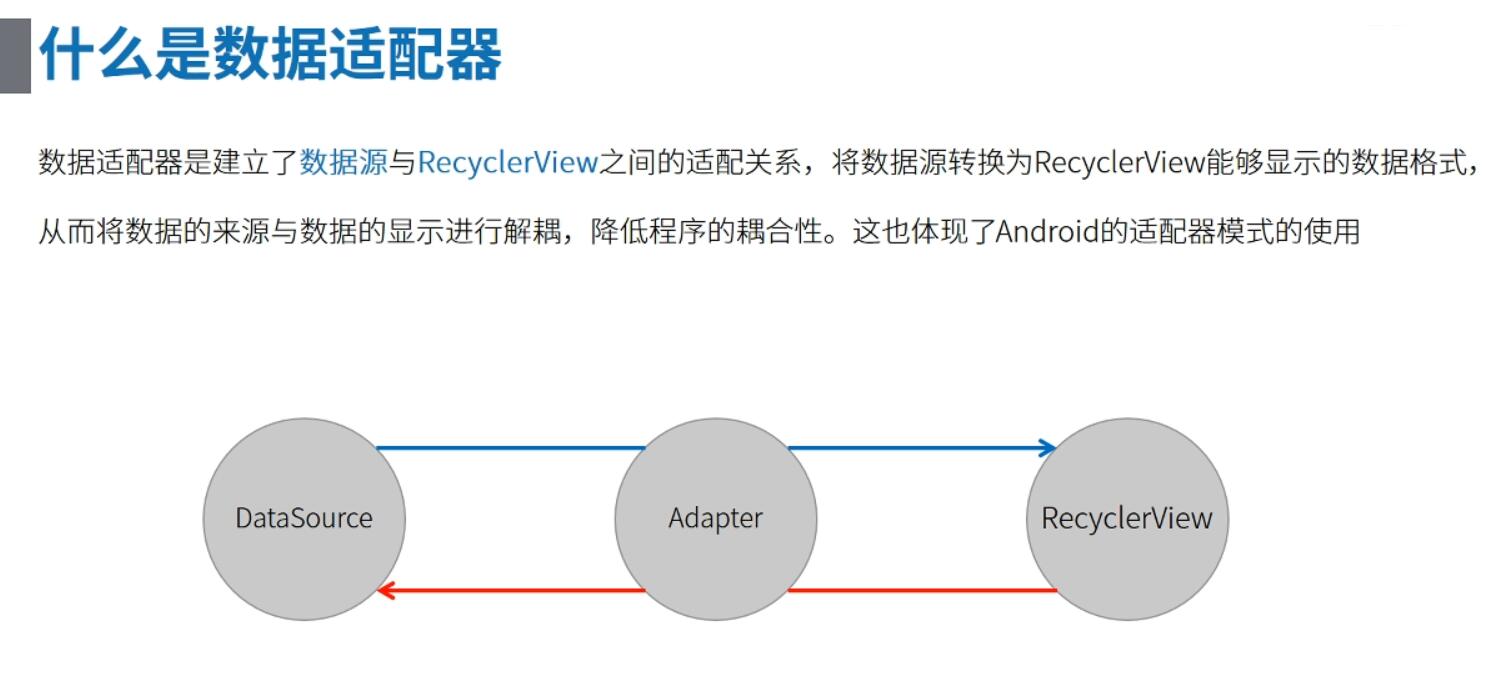 什么是数据适配器
数据适配器是建立了数据源与RecyclerView之间的适配关系，将数据源转换为RecyclerView能够显示的数据格式，
从而将数据的来源与数据的显示进行解耦，降低程序的耦合性。这也体现了Android的适配器模式的使用
DataSource
Adapter
RecyclerView